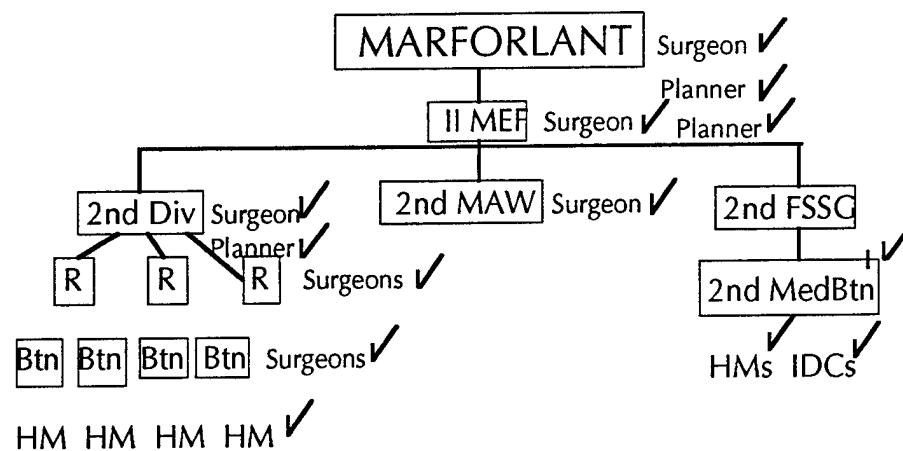 MARFORLANT Surgeon
Planner
II MEF Surgeon Planner
2nd Div Surgeon 2nd MAW Surgeon 2nd FSSG
Planner
R R R Surgeons 2nd MedBtn
Btn Btn Btn Btn Surgeons HMs IDCs
HM HM HM HM